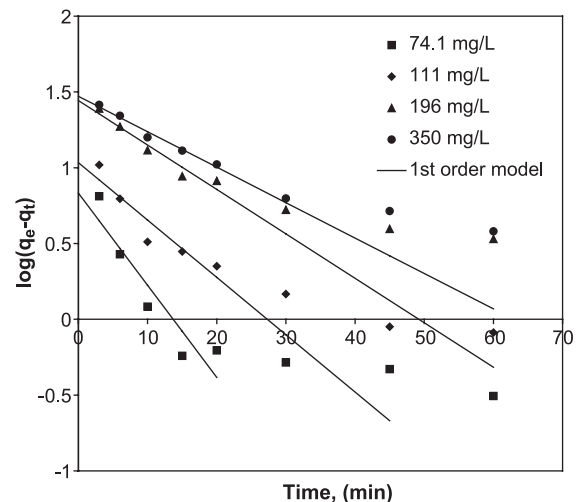 log(qe-qt)
2
1.5
1
0.5
0
-0.5
-1
0 10 20 30 40 50 60 70
Time, (min)
74.1 mg/L
111 mg/L
196 mg/L
350 mg/L
1st order model